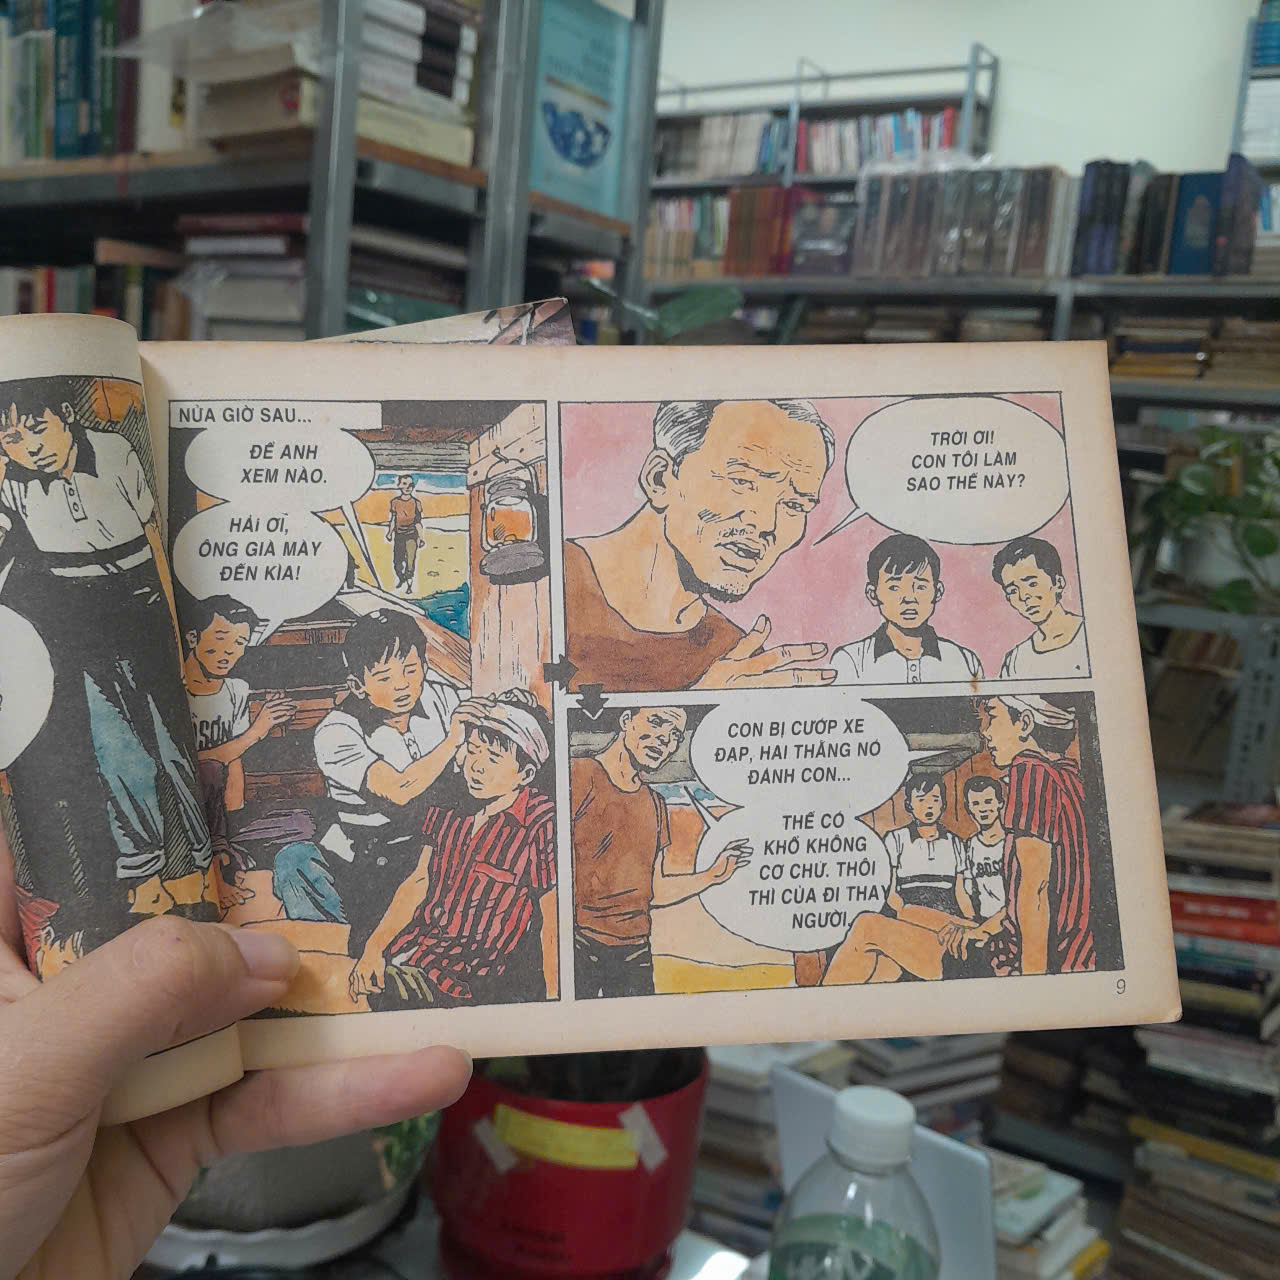 NỬA GIỜ SAU...
ĐỂ ANH
XEM NÀO.
HẢI ƠI,
ÔNG GIÀ MÀY
ĐẾN KÌA!
TRỜI ƠI!
CON TÔI LÀM
SAO THẾ NÀY?
CON BỊ CƯỚP XE
ĐẠP, HAI THẰNG NÓ
ĐÁNH CON...
THẾ CÓ
KHỔ KHÔNG
CƠ CHỨ. THÔI
THÌ CỦA ĐI THAY
NGƯỜI.
9